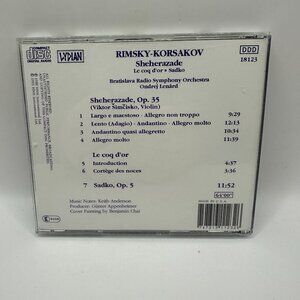 COMPACT
disc
DIGITAL AUDIO
RIMSKY-KORSAKOV
Sheherazade
Le coq d'or • Sadko
DDD
18123
Bratislava Radio Symphony Orchestra
Ondrej Lenárd
Sheherazade, Op. 35
(Viktor Šimčisko, Violin)
1 Largo e maestoso - Allegro non troppo 9:29
2 Lento (Adagio) - Andantino - Allegro molto 12:13
3 Andantino quasi allegretto 10:34
4 Allegro molto 11:39
Le coq d'or
5 Introduction 4:37
6 Cortège des noces 3:36
7 Sadko, Op. 5 11:52
Music Notes: Keith Anderson
Producer: Günter Appenheimer
Cover Painting by Benjamin Chai